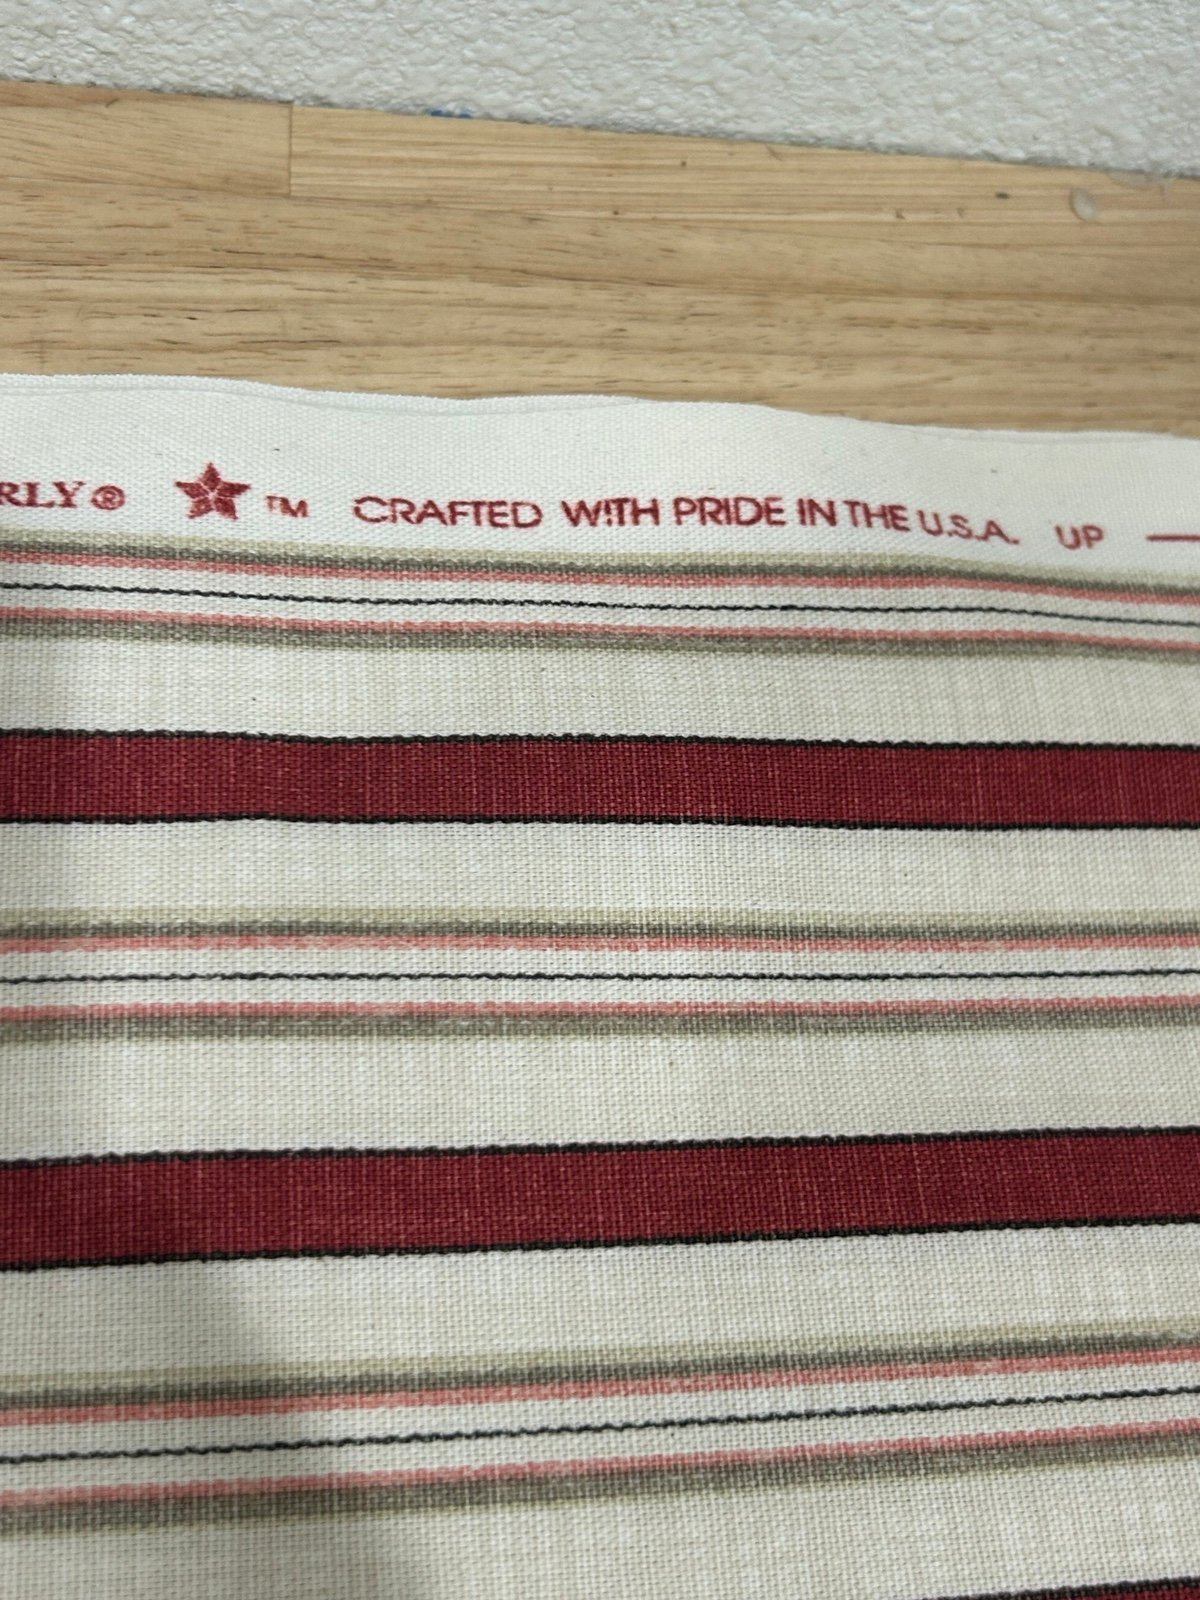 RLY® ™ CRAFTED WITH PRIDE IN THE U.S.A. UP